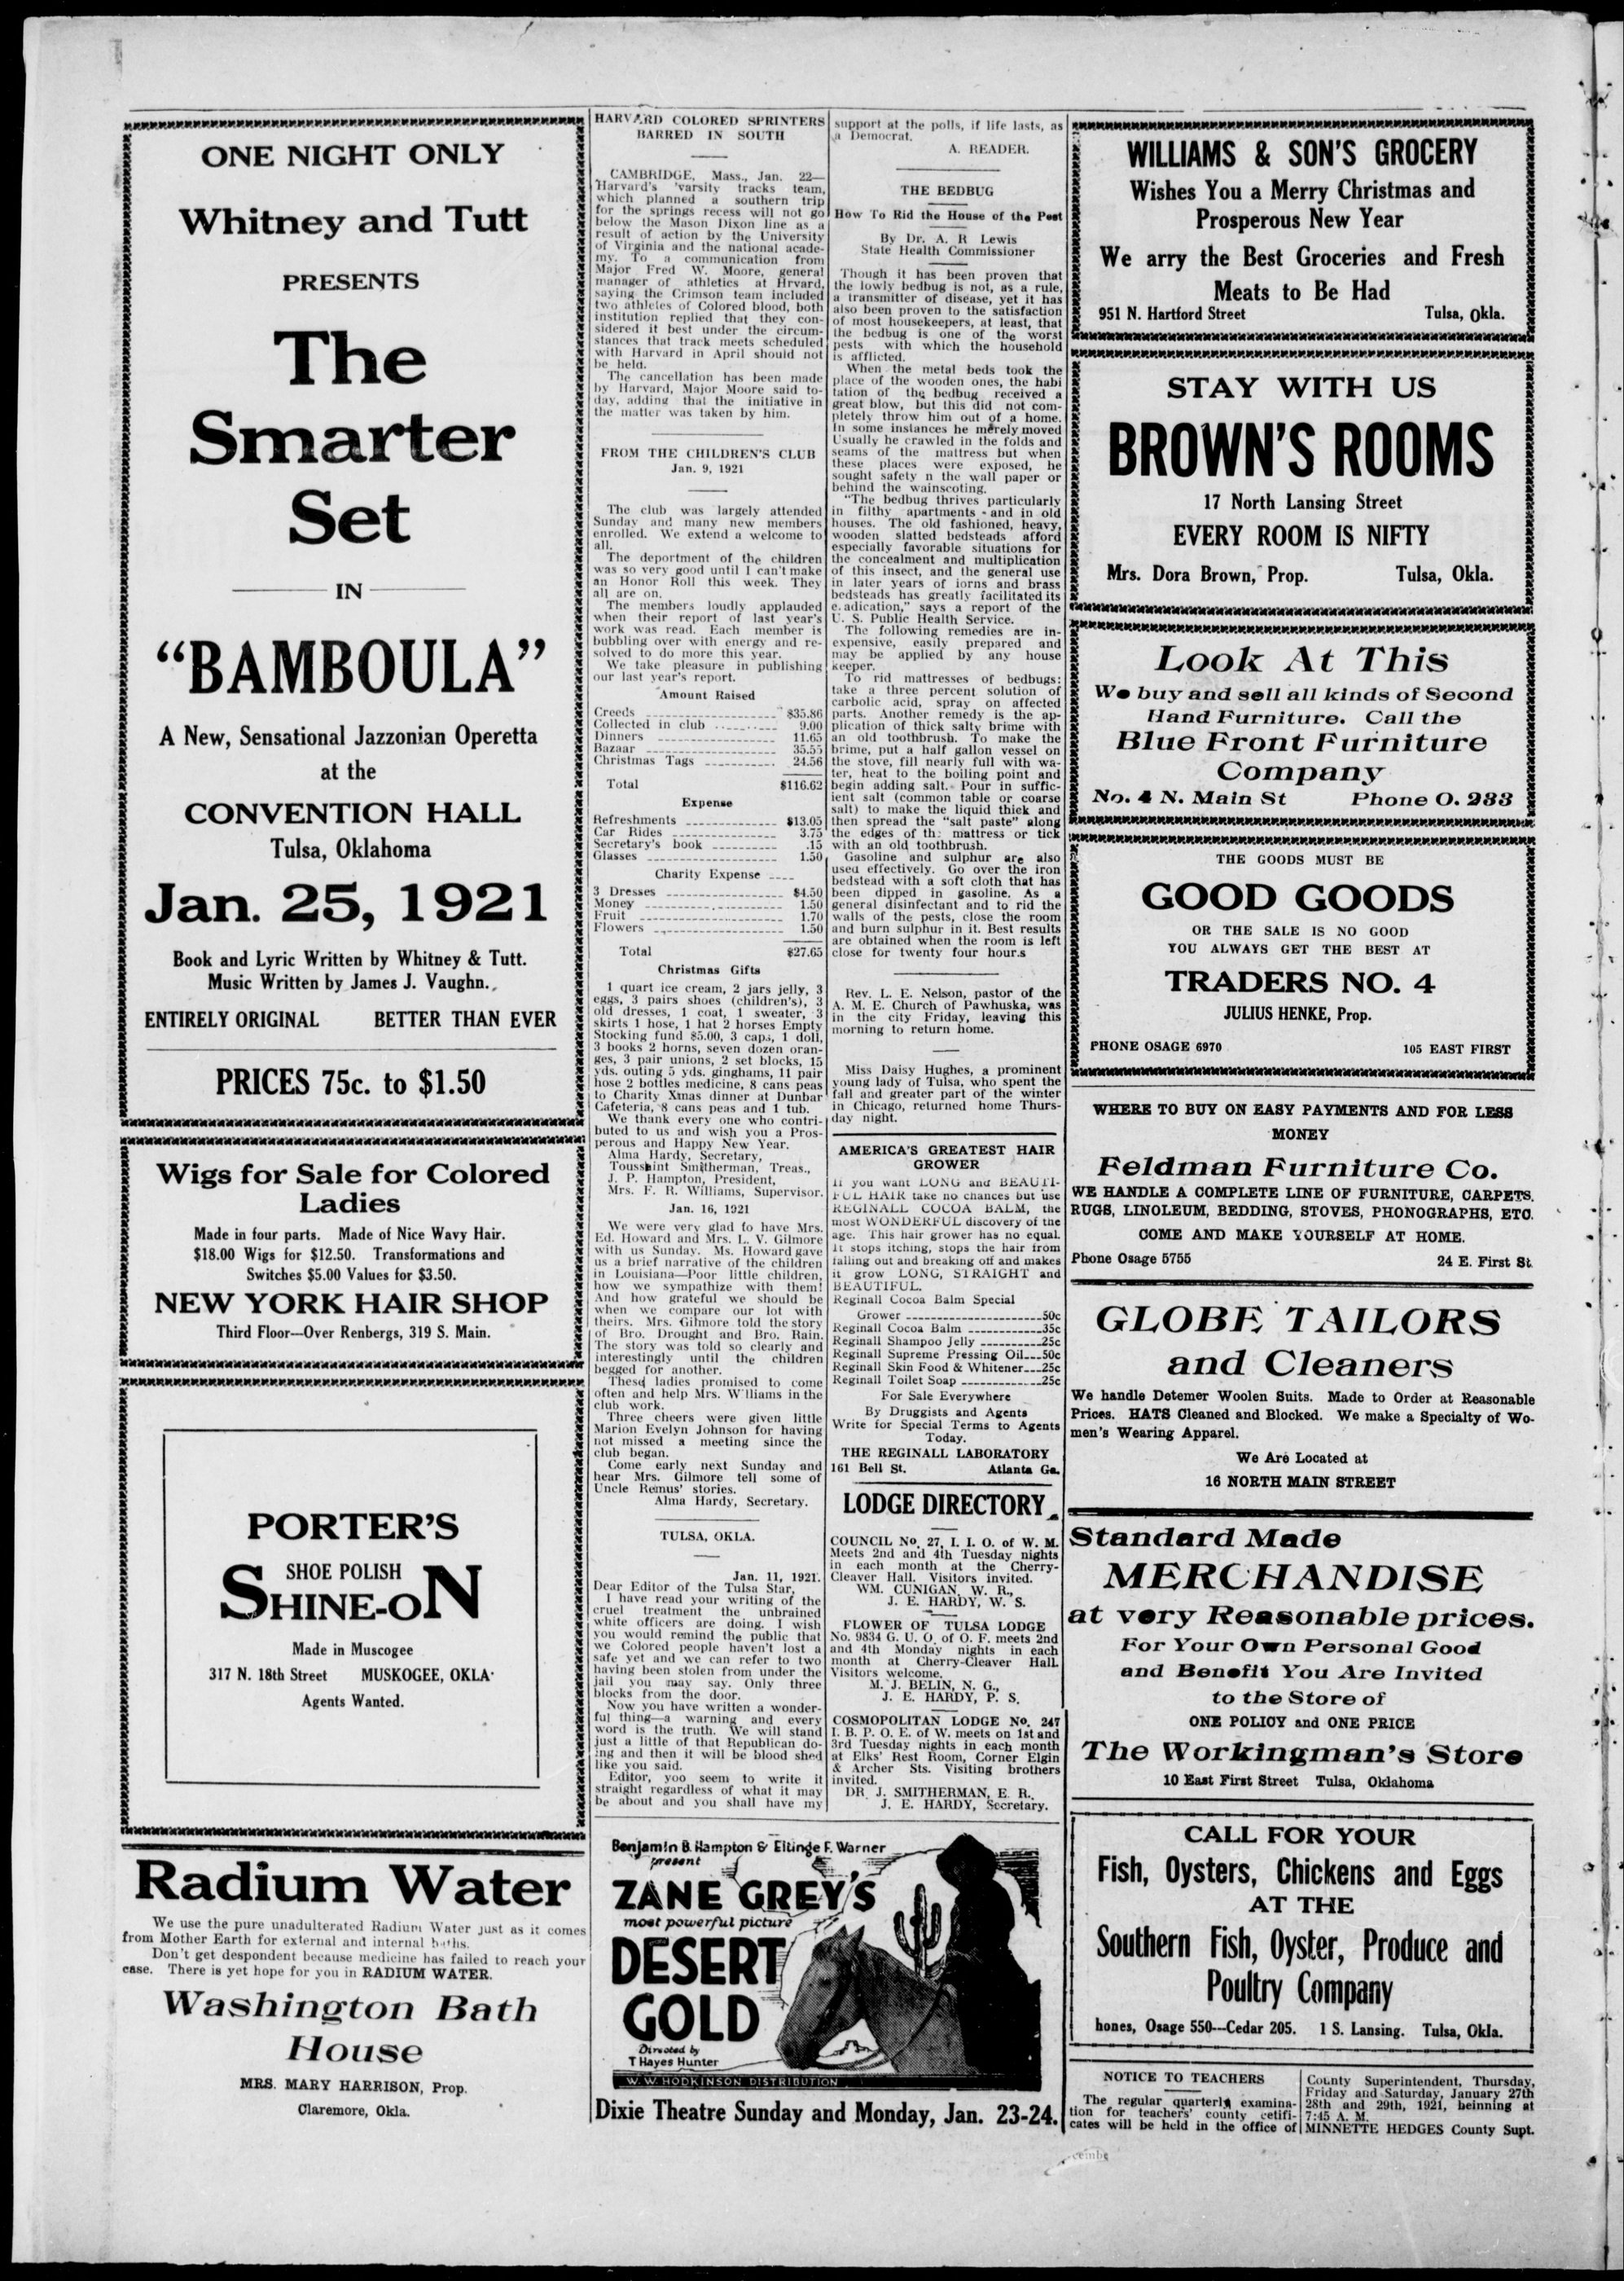 ONE NIGHT ONLY
Whitney and Tutt
PRESENTS
The
Smarter
Set
IN
“BAMBOULA”
A New, Sensational Jazzonian Operetta
at the
CONVENTION HALL
Tulsa, Oklahoma
Jan. 25, 1921
Book and Lyric Written by Whitney & Tutt.
Music Written by James J. Vaughn.
ENTIRELY ORIGINAL BETTER THAN EVER
PRICES 75c. to $1.50
Wigs for Sale for Colored
Ladies
Made in four parts. Made of Nice Wavy Hair.
$18.00 Wigs for $12.50. Transformations and
Switches $5.00 Values for $3.50.
NEW YORK HAIR SHOP
Third Floor—Over Renbergs, 319 S. Main.
PORTER'S
SHOE POLISH
SHINE-ON
Made in Muscogee
317 N. 18th Street MUSKOGEE, OKLA.
Agents Wanted.
Radium Water
We use the pure unadulterated Radium Water just as it comes
from Mother Earth for external and internal baths.
Don't get despondent because medicine has failed to reach your
case. There is yet hope for you in RADIUM WATER.
Washington Bath
House
MRS. MARY HARRISON, Prop.
Claremore, Okla.
HARVARD COLORED SPRINTERS
BARRED IN SOUTH
CAMBRIDGE, Mass., Jan. 22—
Harvard's 'varsity tracks team,
which planned a southern trip
for the springs recess will not go
below the Mason Dixon line as a
result of action by the University
of Virginia and the national acade-
my. To a communication from
Major Fred W. Moore, general
manager of athletics at Hrvard,
saying the Crimson team included
two athletes of Colored blood, both
institution replied that they con-
sidered it best under the circum-
stances that track meets scheduled
with Harvard in April should not
be held.
The cancellation has been made
by Harvard, Major Moore said to-
day, adding that the initiative in
the matter was taken by him.
FROM THE CHILDREN'S CLUB
Jan. 9, 1921
The club was largely attended
Sunday and many new members
enrolled. We extend a welcome to
all.
The deportment of the children
was so very good until I can't make
an Honor Roll this week. They
all are on.
The members loudly applauded
when their report of last year's
work was read. Each member is
bubbling over with energy and re-
solved to do more this year.
We take pleasure in publishing
our last year's report.
Amount Raised
Creeds $35.86
Collected in club 9.00
Dinners 11.65
Bazaar 35.55
Christmas Tags 24.56
Total $116.62
Expense
Refreshments $13.05
Car Rides 3.75
Secretary's book .15
Glasses 1.50
Charity Expense
3 Dresses $4.50
Money 1.50
Fruit 1.70
Flowers 1.50
Total $27.65
Christmas Gifts
1 quart ice cream, 2 jars jelly, 3
eggs, 3 pairs shoes (children's), 3
old dresses, 1 coat, 1 sweater, 3
skirts 1 hose, 1 hat 2 horses Empty
Stocking fund $5.00, 3 caps, 1 doll,
3 books 2 horns, seven dozen oran-
ges, 3 pair unions, 2 set blocks, 15
yds. outing 5 yds. ginghams, 11 pair
hose 2 bottles medicine, 8 cans peas
to Charity Xmas dinner at Dunbar
Cafeteria, 8 cans peas and 1 tub.
We thank every one who contri-
buted to us and wish you a Pros-
perous and Happy New Year.
Alma Hardy, Secretary,
Toussaint Smitherman, Treas.,
J. P. Hampton, President,
Mrs. F. R. Williams, Supervisor.
Jan. 16, 1921
We were very glad to have Mrs.
Ed. Howard and Mrs. L. V. Gilmore
with us Sunday. Ms. Howard gave
us a brief narrative of the children
in Louisiana—Poor little children,
how we sympathize with them!
And how grateful we should be
when we compare our lot with
theirs. Mrs. Gilmore told the story
of Bro. Drought and Bro. Rain.
The story was told so clearly and
interestingly until the children
begged for another.
These ladies promised to come
often and help Mrs. Williams in the
club work.
Three cheers were given little
Marion Evelyn Johnson for having
not missed a meeting since the
club began.
Come early next Sunday and
hear Mrs. Gilmore tell some of
Uncle Remus' stories.
Alma Hardy, Secretary.
TULSA, OKLA.
Jan. 11, 1921.
Dear Editor of the Tulsa Star,
I have read your writing of the
cruel treatment the unbrained
white officers are doing. I wish
you would remind the public that
we Colored people haven't lost a
safe yet and we can refer to two
having been stolen from under the
jail you may say. Only three
blocks from the door.
Now you have written a wonder-
ful thing—a warning and every
word is the truth. We will stand
just a little of that Republican do-
ing and then it will be blood shed
like you said.
Editor, yoo seem to write it
straight regardless of what it may
be about and you shall have my
support at the polls, if life lasts, as
a Democrat.
A. READER.
THE BEDBUG
How To Rid the House of the Pest
By Dr. A. R Lewis
State Health Commissioner
Though it has been proven that
the lowly bedbug is not, as a rule,
a transmitter of disease, yet it has
also been proven to the satisfaction
of most housekeepers, at least, that
the bedbug is one of the worst
pests with which the household
is afflicted.
When the metal beds took the
place of the wooden ones, the habi
tation of the bedbug received a
great blow, but this did not com-
pletely throw him out of a home.
In some instances he merely moved
Usually he crawled in the folds and
seams of the mattress but when
these places were exposed, he
sought safety n the wall paper or
behind the wainscoting.
"The bedbug thrives particularly
in filthy apartments - and in old
houses. The old fashioned, heavy,
wooden slatted bedsteads afford
especially favorable situations for
the concealment and multiplication
of this insect, and the general use
in later years of iorns and brass
bedsteads has greatly facilitated its
e.adication," says a report of the
U. S. Public Health Service.
The following remedies are in-
expensive, easily prepared and
may be applied by any house
keeper.
To rid mattresses of bedbugs:
take a three percent solution of
carbolic acid, spray on affected
parts. Another remedy is the ap-
plication of thick salty brime with
an old toothbrush. To make the
brime, put a half gallon vessel on
the stove, fill nearly full with wa-
ter, heat to the boiling point and
begin adding salt. Pour in suffic-
ient salt (common table or coarse
salt) to make the liquid thick and
then spread the "salt paste" along
the edges of th: mattress or tick
with an old toothbrush.
Gasoline and sulphur are also
used effectively. Go over the iron
bedstead with a soft cloth that has
been dipped in gasoline. As a
general disinfectant and to rid the
walls of the pests, close the room
and burn sulphur in it. Best results
are obtained when the room is left
close for twenty four hour.s
Rev. L. E. Nelson, pastor of the
A. M. E. Church of Pawhuska, was
in the city Friday, leaving this
morning to return home.
Miss Daisy Hughes, a prominent
young lady of Tulsa, who spent the
fall and greater part of the winter
in Chicago, returned home Thurs-
day night.
AMERICA'S GREATEST HAIR
GROWER
If you want LONG and BEAUTI-
FUL HAIR take no chances but use
REGINALL COCOA BALM, the
most WONDERFUL discovery of the
age. This hair grower has no equal.
It stops itching, stops the hair from
falling out and breaking off and makes
it grow LONG, STRAIGHT and
BEAUTIFUL.
Reginall Cocoa Balm Special
Grower 50c
Reginall Cocoa Balm 35c
Reginall Shampoo Jelly 25c
Reginall Supreme Pressing Oil 50c
Reginall Skin Food & Whitener 25c
Reginall Toilet Soap 25c
For Sale Everywhere
By Druggists and Agents
Write for Special Terms to Agents
Today.
THE REGINALL LABORATORY
161 Bell St. Atlanta Ga.
LODGE DIRECTORY
COUNCIL No. 27, I. I. O. of W. M.
Meets 2nd and 4th Tuesday nights
in each month at the Cherry-
Cleaver Hall. Visitors invited.
WM. CUNIGAN, W. R.,
J. E. HARDY, W. S.
FLOWER OF TULSA LODGE
No. 9834 G. U. O. of O. F. meets 2nd
and 4th Monday nights in each
month at Cherry-Cleaver Hall.
Visitors welcome.
M. J. BELIN, N. G.,
J. E. HARDY, P. S.
COSMOPOLITAN LODGE No. 247
I. B. P. O. E. of W. meets on 1st and
3rd Tuesday nights in each month
at Elks' Rest Room, Corner Elgin
& Archer Sts. Visiting brothers
invited.
DR. J. SMITHERMAN, E. R.,
J. E. HARDY, Secretary.
Benjamin B. Hampton & Eltinge F. Warner
present
ZANE GREY'S
most powerful picture
DESERT
GOLD
Directed by
T Hayes Hunter
W. W. HODKINSON DISTRIBUTION
Dixie Theatre Sunday and Monday, Jan. 23-24.
WILLIAMS & SON'S GROCERY
Wishes You a Merry Christmas and
Prosperous New Year
We arry the Best Groceries and Fresh
Meats to Be Had
951 N. Hartford Street Tulsa, Okla.
STAY WITH US
BROWN'S ROOMS
17 North Lansing Street
EVERY ROOM IS NIFTY
Mrs. Dora Brown, Prop. Tulsa, Okla.
Look At This
We buy and sell all kinds of Second
Hand Furniture. Call the
Blue Front Furniture
Company
No. 4 N. Main St Phone O. 233
THE GOODS MUST BE
GOOD GOODS
OR THE SALE IS NO GOOD
YOU ALWAYS GET THE BEST AT
TRADERS NO. 4
JULIUS HENKE, Prop.
PHONE OSAGE 6970 105 EAST FIRST
WHERE TO BUY ON EASY PAYMENTS AND FOR LESS
MONEY
Feldman Furniture Co.
WE HANDLE A COMPLETE LINE OF FURNITURE, CARPETS,
RUGS, LINOLEUM, BEDDING, STOVES, PHONOGRAPHS, ETC.
COME AND MAKE YOURSELF AT HOME.
Phone Osage 5755 24 E. First St.
GLOBE TAILORS
and Cleaners
We handle Detemer Woolen Suits. Made to Order at Reasonable
Prices. HATS Cleaned and Blocked. We make a Specialty of Wo-
men's Wearing Apparel.
We Are Located at
16 NORTH MAIN STREET
Standard Made
MERCHANDISE
at very Reasonable prices.
For Your Own Personal Good
and Benefit You Are Invited
to the Store of
ONE POLICY and ONE PRICE
The Workingman's Store
10 East First Street Tulsa, Oklahoma
CALL FOR YOUR
Fish, Oysters, Chickens and Eggs
AT THE
Southern Fish, Oyster, Produce and
Poultry Company
hones, Osage 550---Cedar 205. 1 S. Lansing. Tulsa, Okla.
NOTICE TO TEACHERS
The regular quarterly examina-
tion for teachers' county cetifi-
cates will be held in the office of
County Superintendent, Thursday,
Friday and Saturday, January 27th
28th and 29th, 1921, beinning at
7:45 A. M.
MINNETTE HEDGES County Supt.